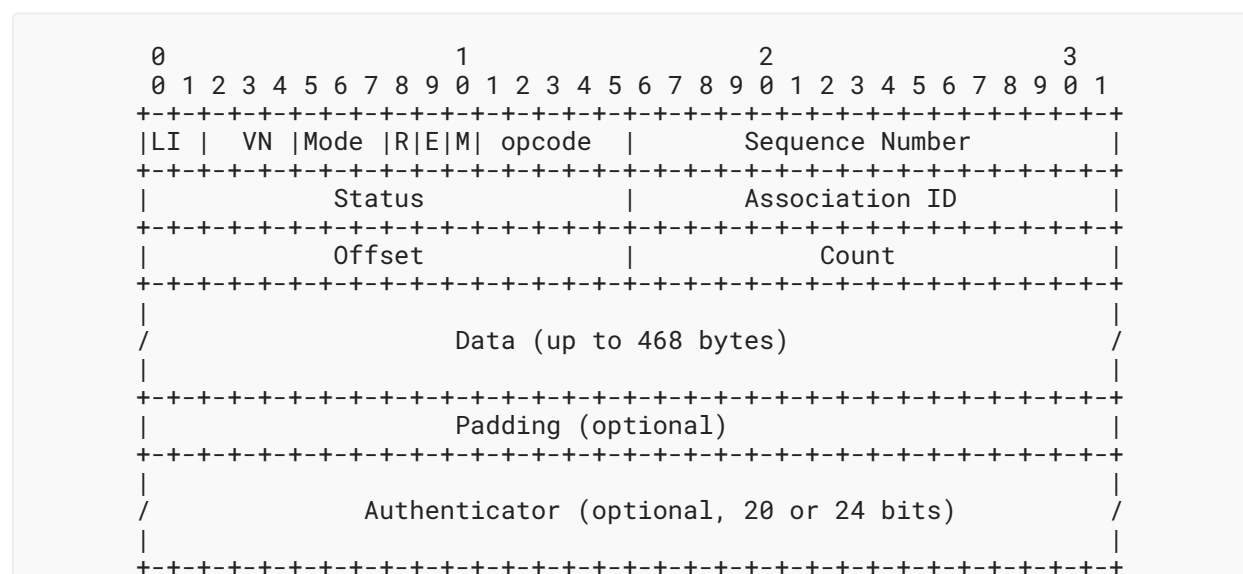 0                   1                   2                   3
 0 1 2 3 4 5 6 7 8 9 0 1 2 3 4 5 6 7 8 9 0 1 2 3 4 5 6 7 8 9 0 1
+-+-+-+-+-+-+-+-+-+-+-+-+-+-+-+-+-+-+-+-+-+-+-+-+-+-+-+-+-+-+-+-+
|LI |  VN |Mode |R|E|M| opcode  |       Sequence Number         |
+-+-+-+-+-+-+-+-+-+-+-+-+-+-+-+-+-+-+-+-+-+-+-+-+-+-+-+-+-+-+-+-+
|            Status             |       Association ID          |
+-+-+-+-+-+-+-+-+-+-+-+-+-+-+-+-+-+-+-+-+-+-+-+-+-+-+-+-+-+-+-+-+
|            Offset             |            Count              |
+-+-+-+-+-+-+-+-+-+-+-+-+-+-+-+-+-+-+-+-+-+-+-+-+-+-+-+-+-+-+-+-+
|                                                               |
/                    Data (up to 468 bytes)                     /
|                                                               |
+-+-+-+-+-+-+-+-+-+-+-+-+-+-+-+-+-+-+-+-+-+-+-+-+-+-+-+-+-+-+-+-+
|                    Padding (optional)                         |
+-+-+-+-+-+-+-+-+-+-+-+-+-+-+-+-+-+-+-+-+-+-+-+-+-+-+-+-+-+-+-+-+
|                                                               |
/              Authenticator (optional, 20 or 24 bits)          /
|                                                               |
+-+-+-+-+-+-+-+-+-+-+-+-+-+-+-+-+-+-+-+-+-+-+-+-+-+-+-+-+-+-+-+-+